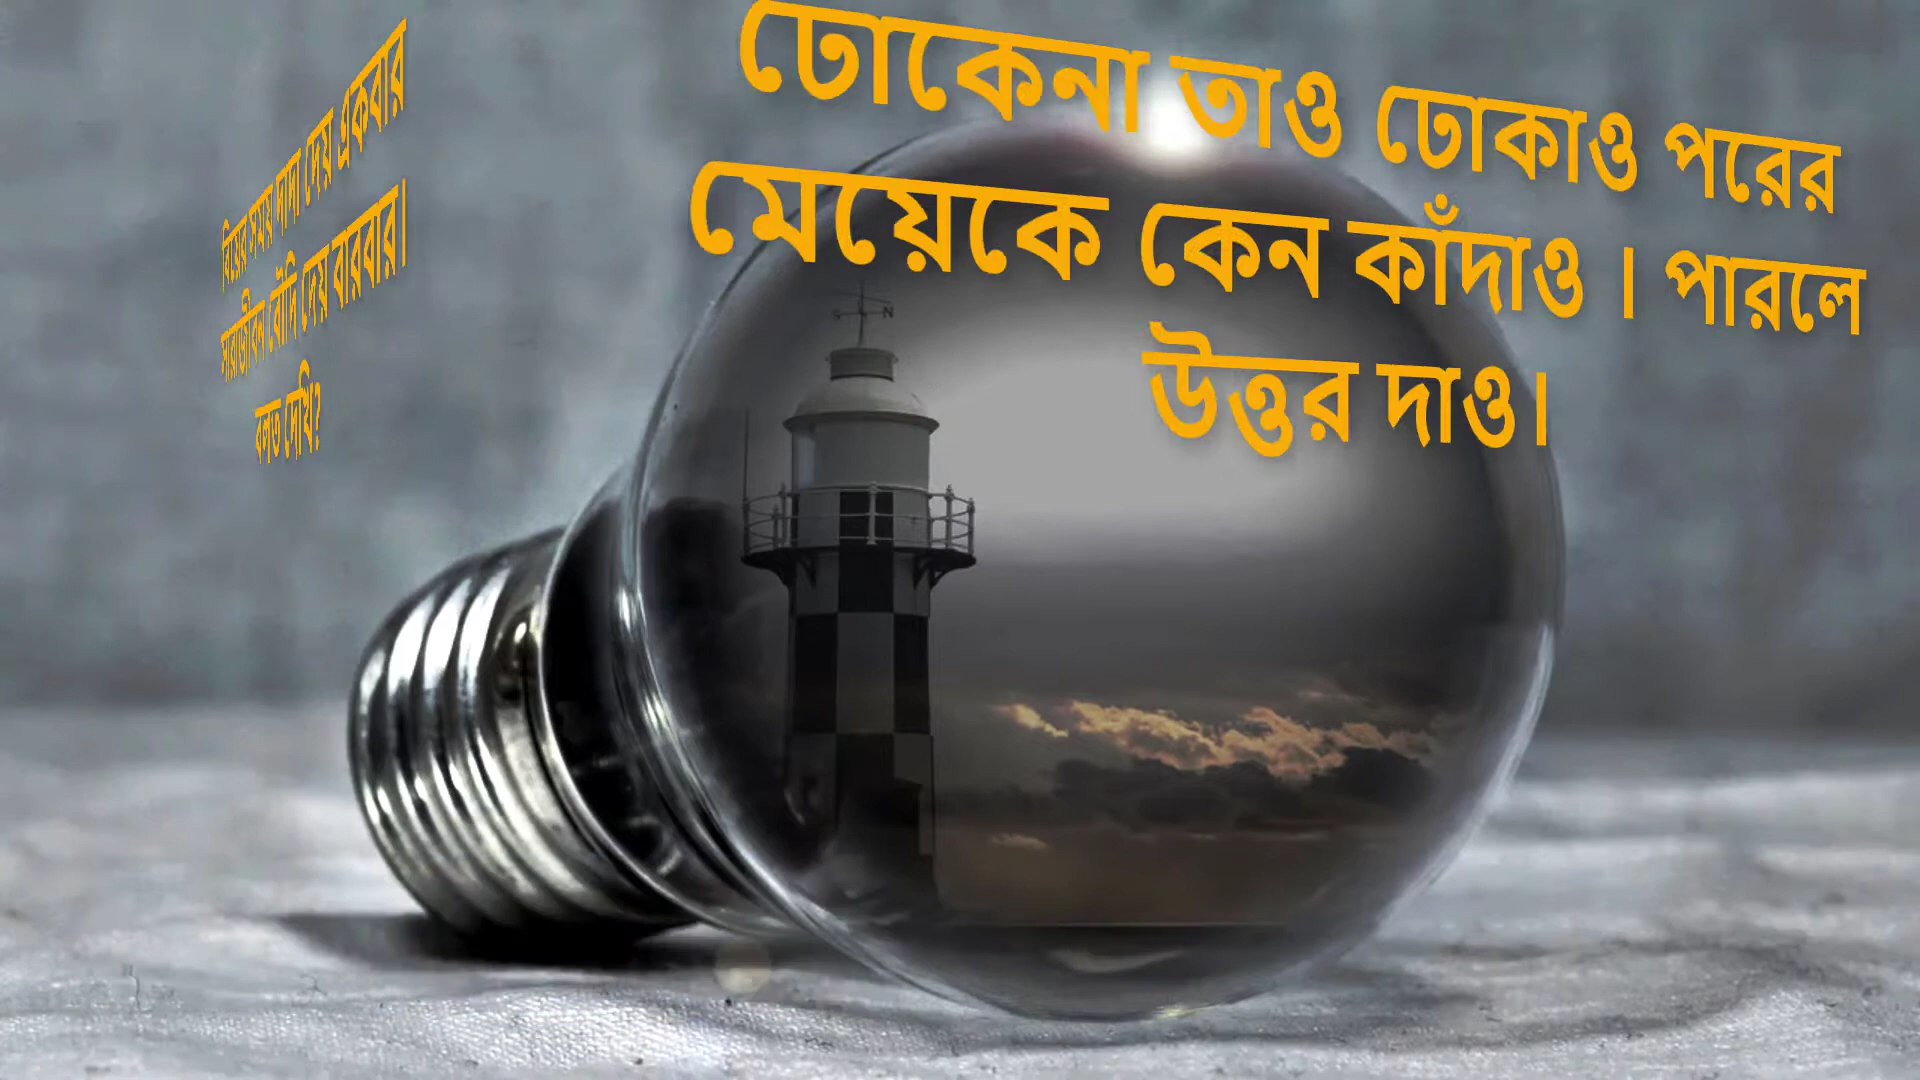 বিয়ের সময় দাদা দেয় একবার
সারাজীবন বৌদি দেয় বারবার।
বলত দেখি?
ঢোকেনা তাও ঢোকাও পরের
মেয়েকে কেন কাঁদাও । পারলে
উত্তর দাও।